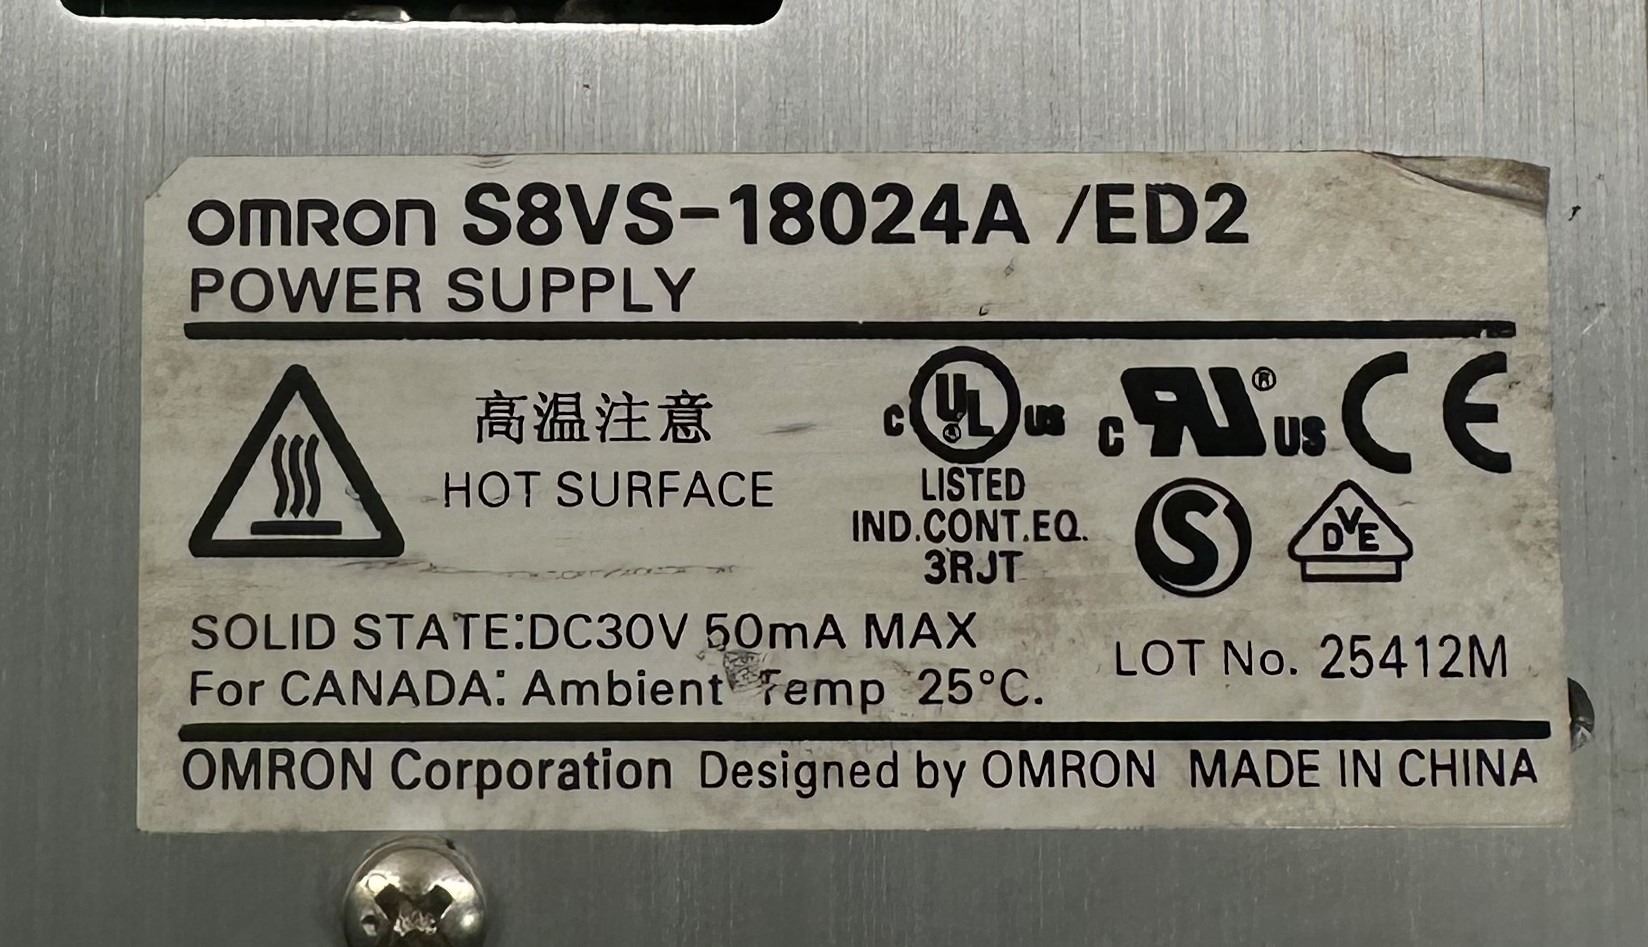 omron S8VS-18024A /ED2
POWER SUPPLY
高温注意
HOT SURFACE
c UL us
LISTED
IND.CONT.EQ.
3RJT
c RU® us
CE
S
DVE
SOLID STATE:DC30V 50mA MAX
For CANADA: Ambient Temp 25°C.
LOT No. 25412M
OMRON Corporation Designed by OMRON MADE IN CHINA